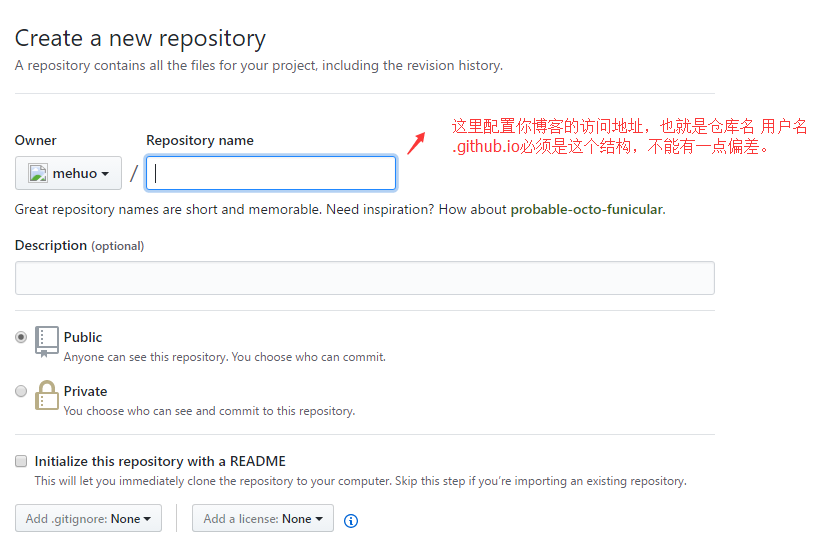 Create a new repository
A repository contains all the files for your project, including the revision history.
这里配置你博客的访问地址，也就是仓库名 用户名
.github.io必须是这个结构，不能有一点偏差。
Owner
Repository name
mehuo
/
Great repository names are short and memorable. Need inspiration? How about probable-octo-funicular.
Description (optional)
Public
Anyone can see this repository. You choose who can commit.
Private
You choose who can see and commit to this repository.
Initialize this repository with a README
This will let you immediately clone the repository to your computer. Skip this step if you’re importing an existing repository.
Add .gitignore: None
Add a license: None